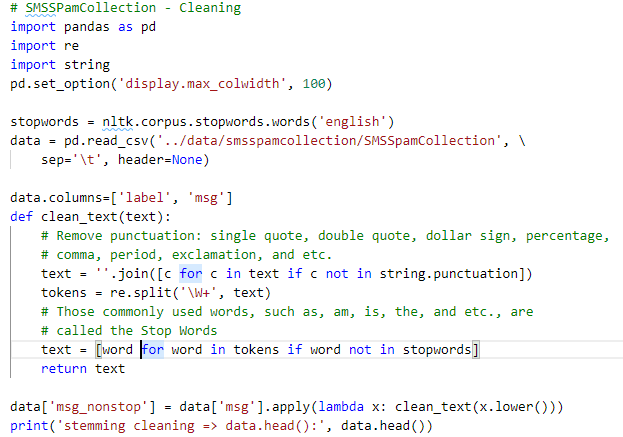 # SMSSPamCollection - Cleaning
import pandas as pd
import re
import string
pd.set_option('display.max_colwidth', 100)
stopwords = nltk.corpus.stopwords.words('english')
data = pd.read_csv('../data/smsspamcollection/SMSSpamCollection', \
    sep='\t', header=None)
data.columns=['label', 'msg']
def clean_text(text):
    # Remove punctuation: single quote, double quote, dollar sign, percentage,
    # comma, period, exclamation, and etc.
    text = ''.join([c for c in text if c not in string.punctuation])
    tokens = re.split('\W+', text)
    # Those commonly used words, such as, am, is, the, and etc., are
    # called the Stop Words
    text = [word for word in tokens if word not in stopwords]
    return text
data['msg_nonstop'] = data['msg'].apply(lambda x: clean_text(x.lower()))
print('stemming cleaning => data.head():', data.head())